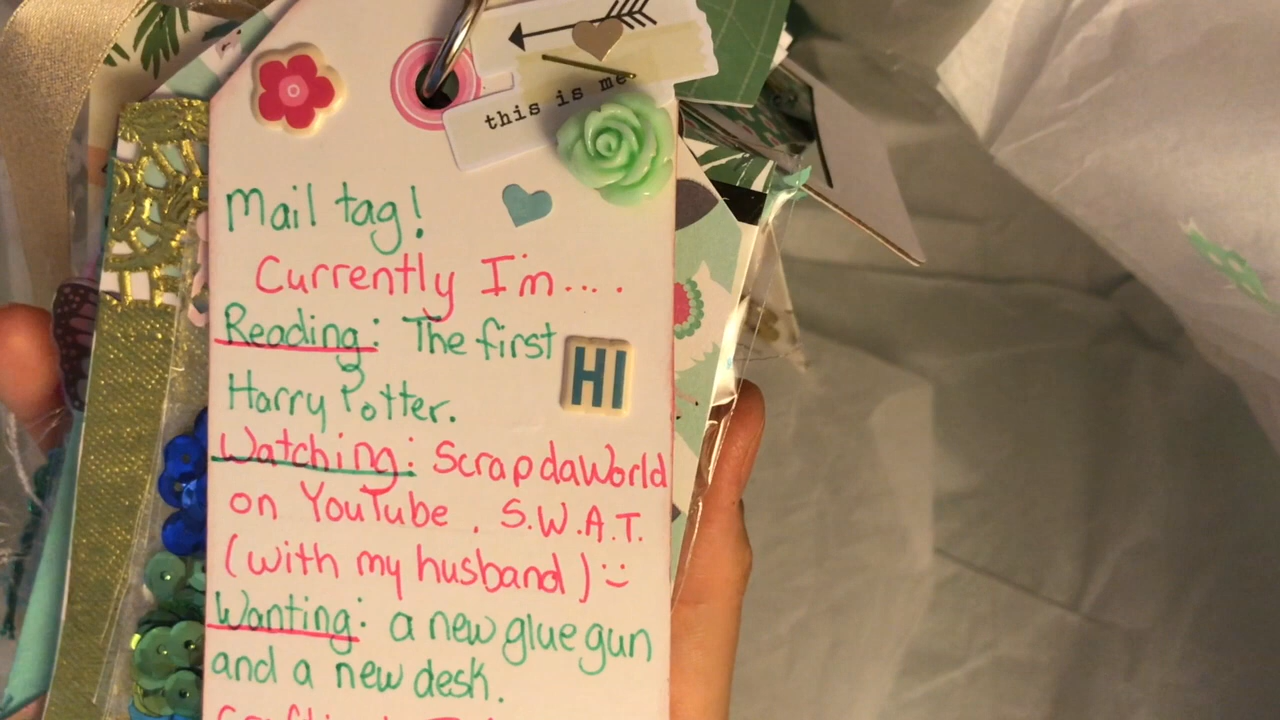 this is me
Mail tag!
Currently I'm....
Reading: The first
HI
Harry Potter.
Watching: ScrapdaWorld
on YouTube, S.W.A.T.
(with my husband) :)
Wanting: a new glue gun
and a new desk.